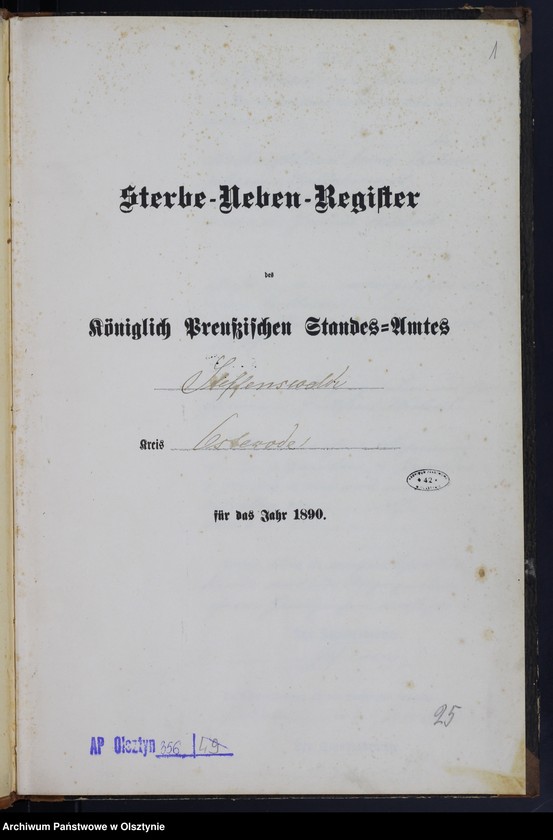 1
Sterbe-Neben-Register
des
Königlich Preußischen Standes-Amtes
Steffenswalde
Kreis Osterode
42
für das Jahr 1890.
25
AP Olsztyn 356 | 49
Archiwum Państwowe w Olsztynie